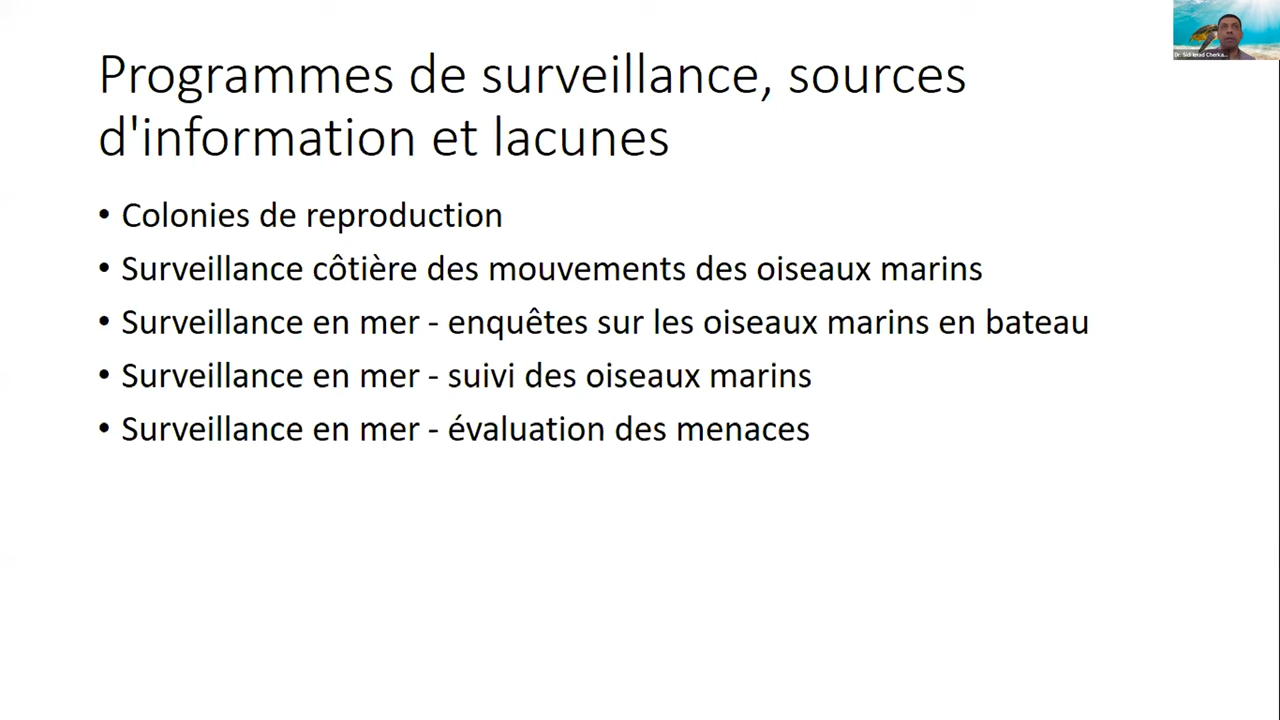 Programmes de surveillance, sources
d'information et lacunes
• Colonies de reproduction
• Surveillance côtière des mouvements des oiseaux marins
• Surveillance en mer - enquêtes sur les oiseaux marins en bateau
• Surveillance en mer - suivi des oiseaux marins
• Surveillance en mer - évaluation des menaces